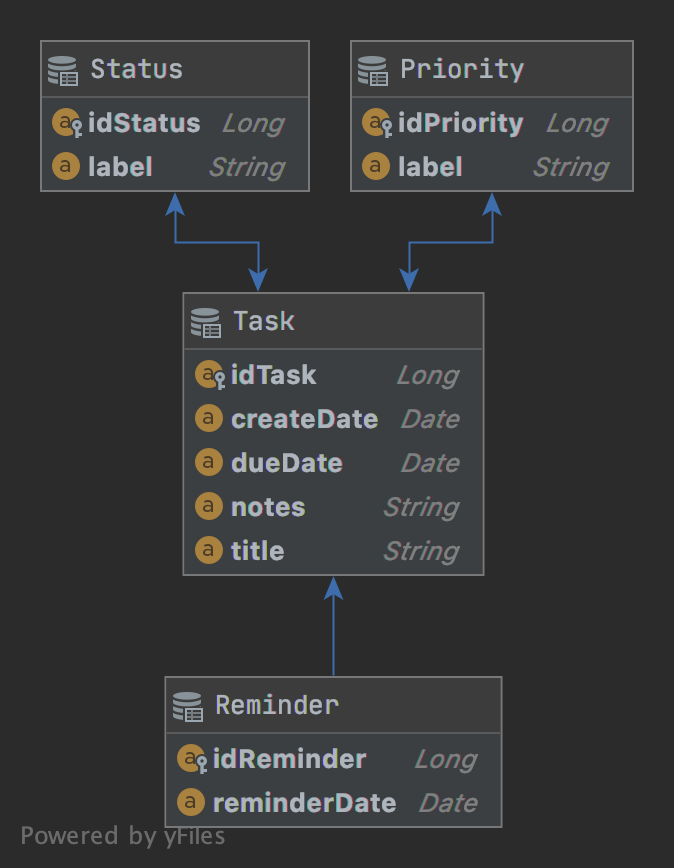 Status
idStatus Long
label String
Priority
idPriority Long
label String
Task
idTask Long
createDate Date
dueDate Date
notes String
title String
Reminder
idReminder Long
reminderDate Date
Powered by yFiles